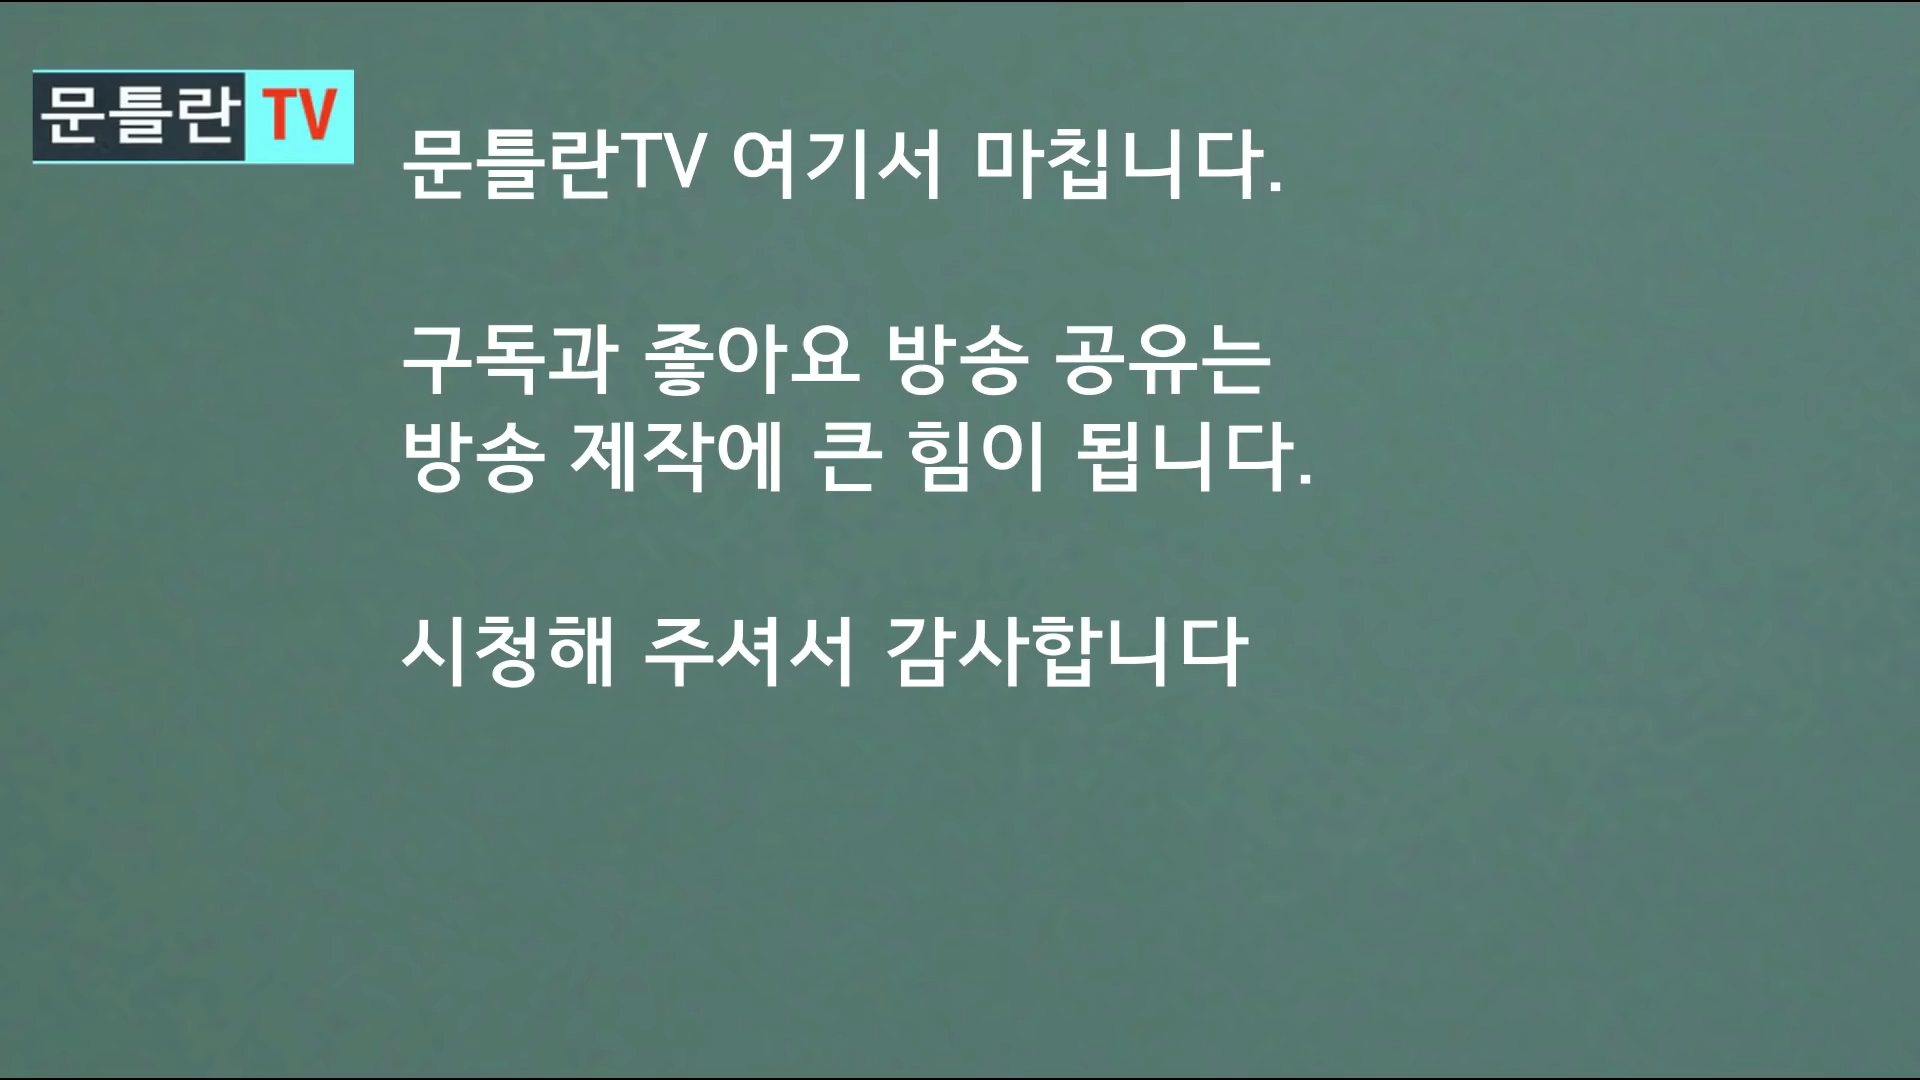 문틀란 TV
문틀란TV 여기서 마칩니다.
구독과 좋아요 방송 공유는
방송 제작에 큰 힘이 됩니다.
시청해 주셔서 감사합니다